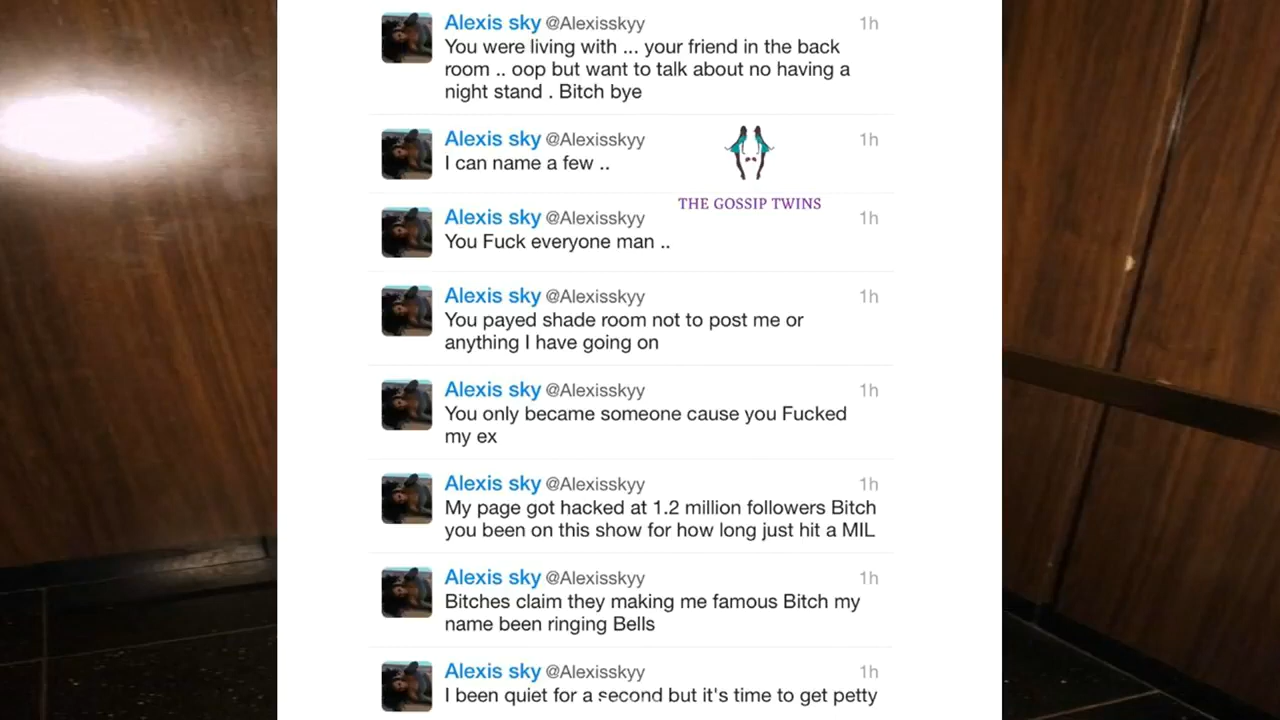 Alexis sky @Alexisskyy 1h
You were living with ... your friend in the back
room .. oop but want to talk about no having a
night stand . Bitch bye
Alexis sky @Alexisskyy 1h
I can name a few ..
THE GOSSIP TWINS
Alexis sky @Alexisskyy 1h
You Fuck everyone man ..
Alexis sky @Alexisskyy 1h
You payed shade room not to post me or
anything I have going on
Alexis sky @Alexisskyy 1h
You only became someone cause you Fucked
my ex
Alexis sky @Alexisskyy 1h
My page got hacked at 1.2 million followers Bitch
you been on this show for how long just hit a MIL
Alexis sky @Alexisskyy 1h
Bitches claim they making me famous Bitch my
name been ringing Bells
Alexis sky @Alexisskyy 1h
I been quiet for a second but it's time to get petty